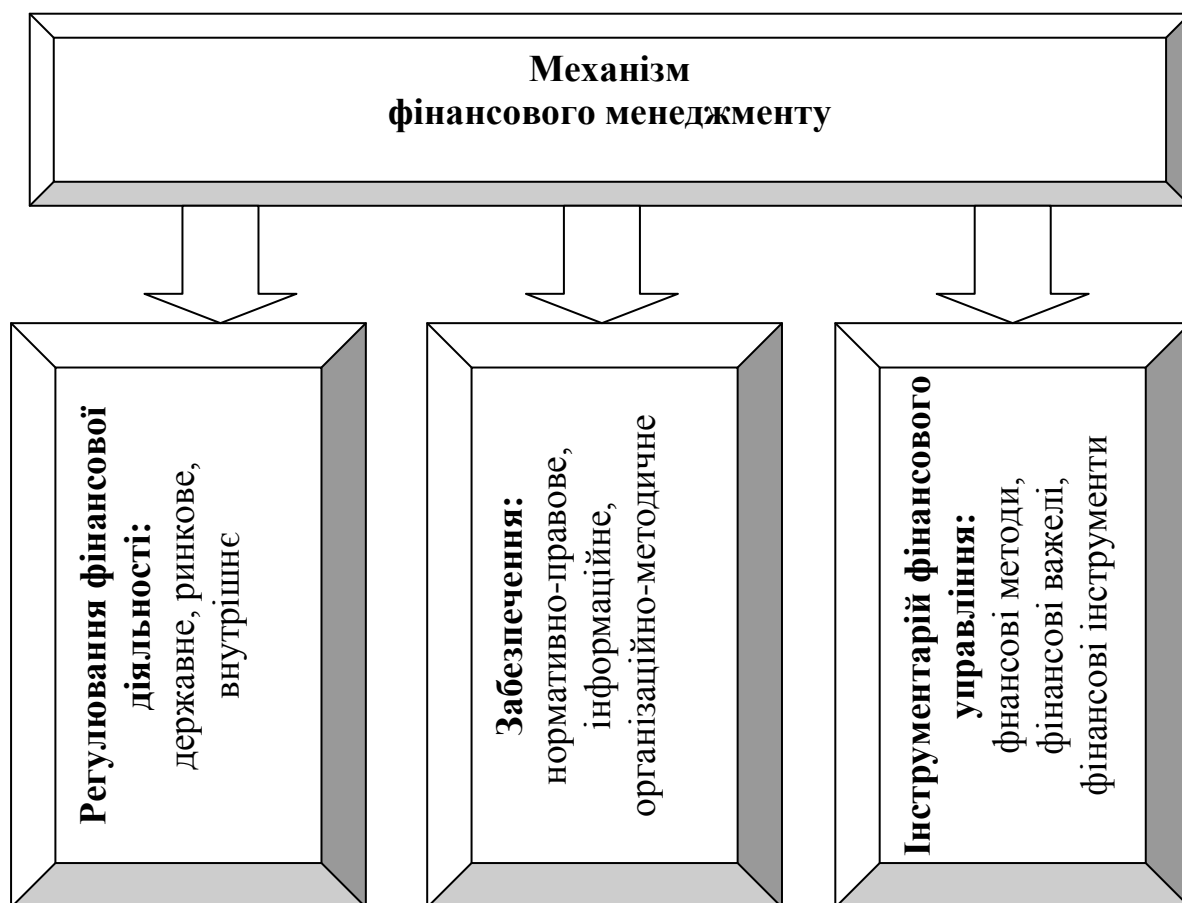 Механізм
фінансового менеджменту
Регулювання фінансової
діяльності:
державне, ринкове,
внутрішнє
Забезпечення:
нормативно-правове,
інформаційне,
організаційно-методичне
Інструментарій фінансового
управління:
фнансові методи,
фінансові важелі,
фінансові інструменти